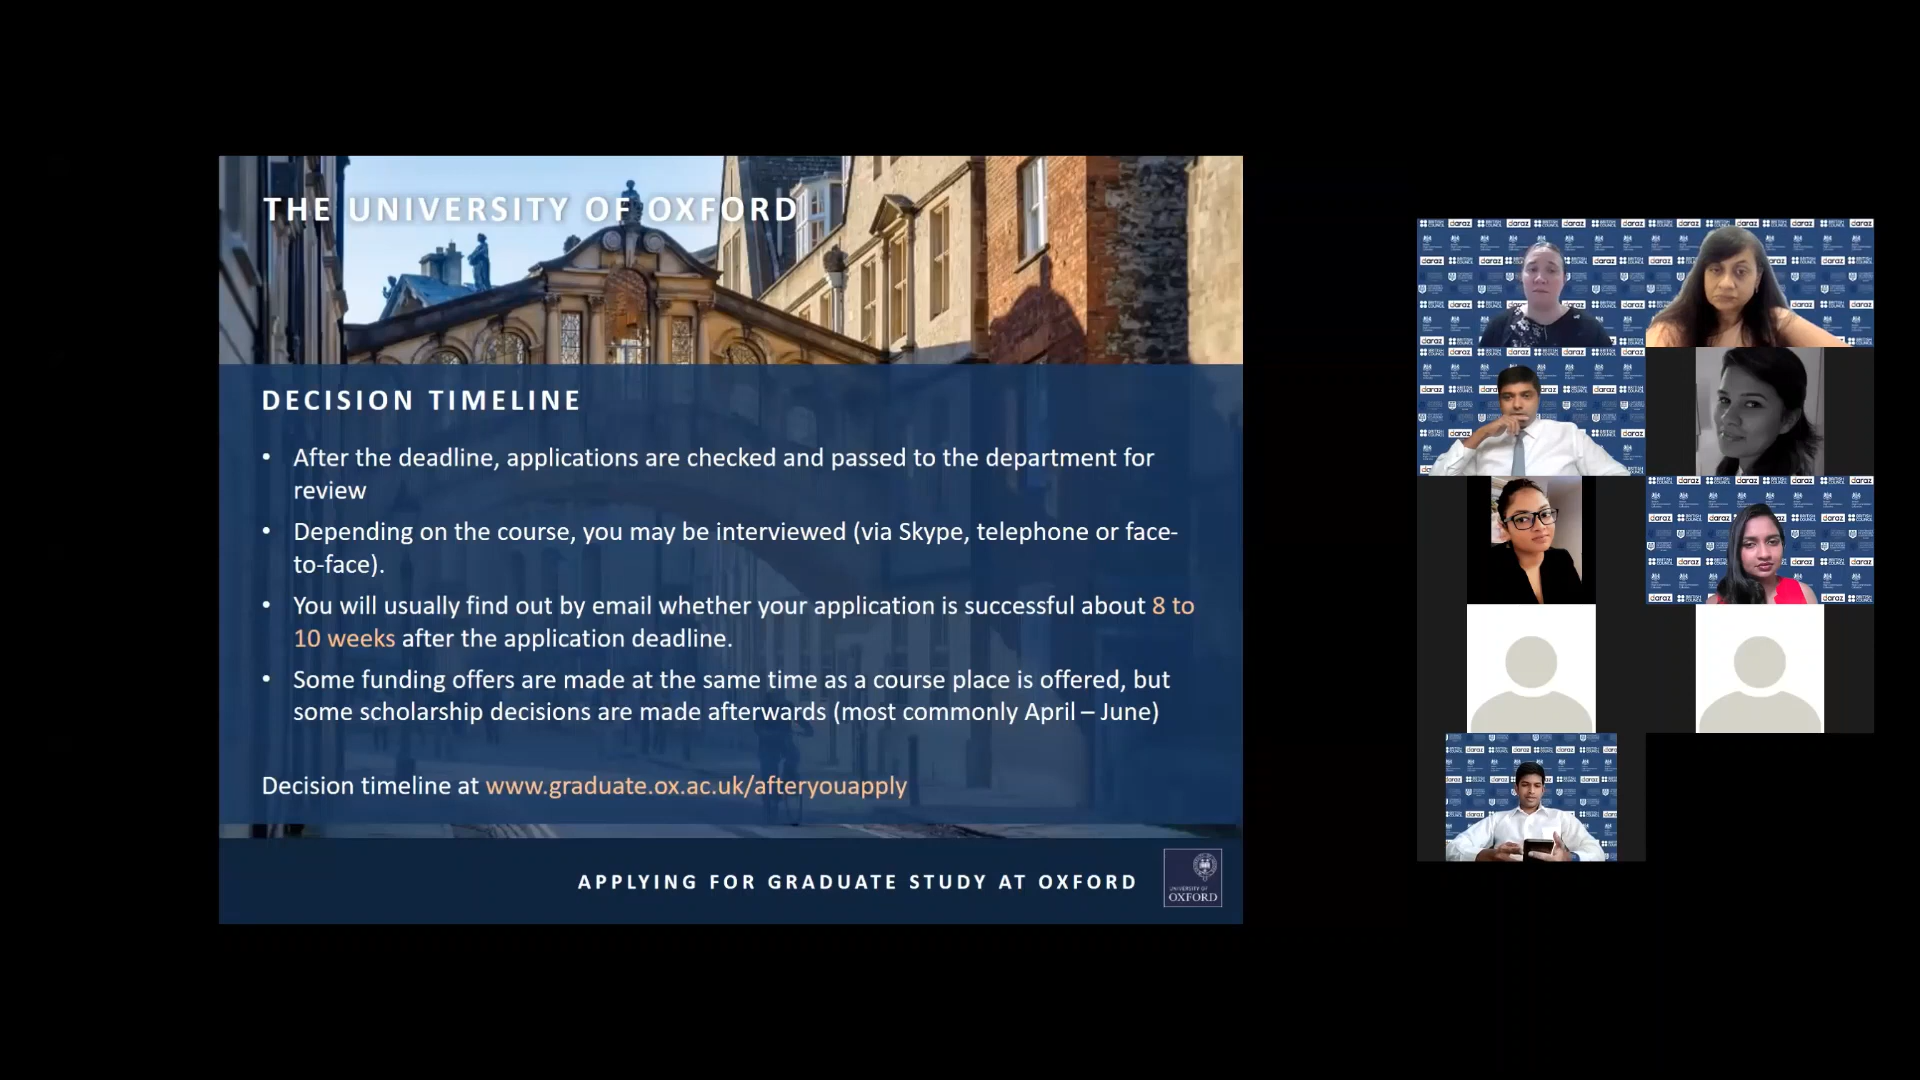 THE UNIVERSITY OF OXFORD
DECISION TIMELINE
• After the deadline, applications are checked and passed to the department for
review
• Depending on the course, you may be interviewed (via Skype, telephone or face-
to-face).
• You will usually find out by email whether your application is successful about 8 to
10 weeks after the application deadline.
• Some funding offers are made at the same time as a course place is offered, but
some scholarship decisions are made afterwards (most commonly April – June)
Decision timeline at www.graduate.ox.ac.uk/afteryouapply
APPLYING FOR GRADUATE STUDY AT OXFORD
UNIVERSITY OF
OXFORD
BRITISH COUNCIL
daraz